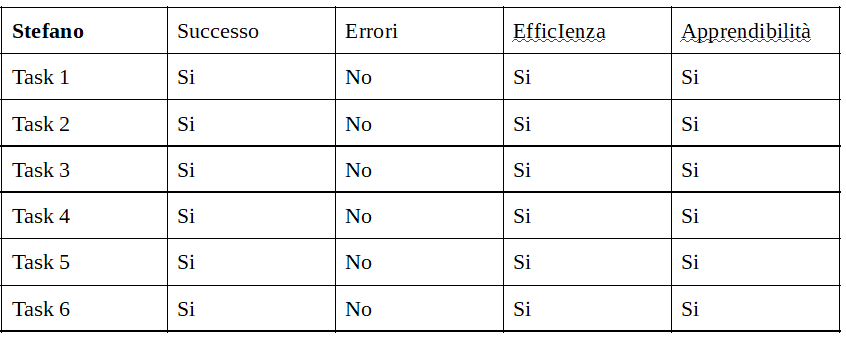 Stefano Successo Errori EfficIenza Apprendibilità
Task 1 Si No Si Si
Task 2 Si No Si Si
Task 3 Si No Si Si
Task 4 Si No Si Si
Task 5 Si No Si Si
Task 6 Si No Si Si